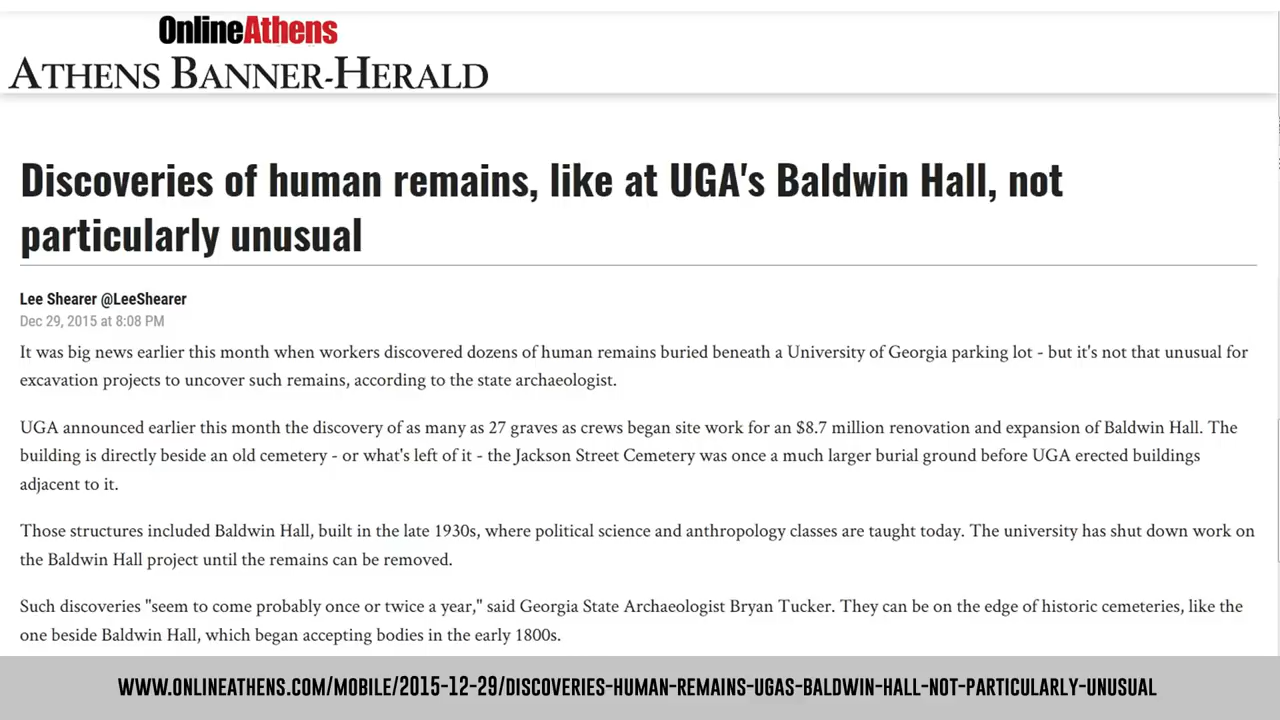 OnlineAthens
ATHENS BANNER-HERALD
Discoveries of human remains, like at UGA's Baldwin Hall, not
particularly unusual
Lee Shearer @LeeShearer
Dec 29, 2015 at 8:08 PM
It was big news earlier this month when workers discovered dozens of human remains buried beneath a University of Georgia parking lot - but it's not that unusual for
excavation projects to uncover such remains, according to the state archaeologist.
UGA announced earlier this month the discovery of as many as 27 graves as crews began site work for an $8.7 million renovation and expansion of Baldwin Hall. The
building is directly beside an old cemetery - or what's left of it - the Jackson Street Cemetery was once a much larger burial ground before UGA erected buildings
adjacent to it.
Those structures included Baldwin Hall, built in the late 1930s, where political science and anthropology classes are taught today. The university has shut down work on
the Baldwin Hall project until the remains can be removed.
Such discoveries "seem to come probably once or twice a year," said Georgia State Archaeologist Bryan Tucker. They can be on the edge of historic cemeteries, like the
one beside Baldwin Hall, which began accepting bodies in the early 1800s.
WWW.ONLINEATHENS.COM/MOBILE/2015-12-29/DISCOVERIES-HUMAN-REMAINS-UGAS-BALDWIN-HALL-NOT-PARTICULARLY-UNUSUAL